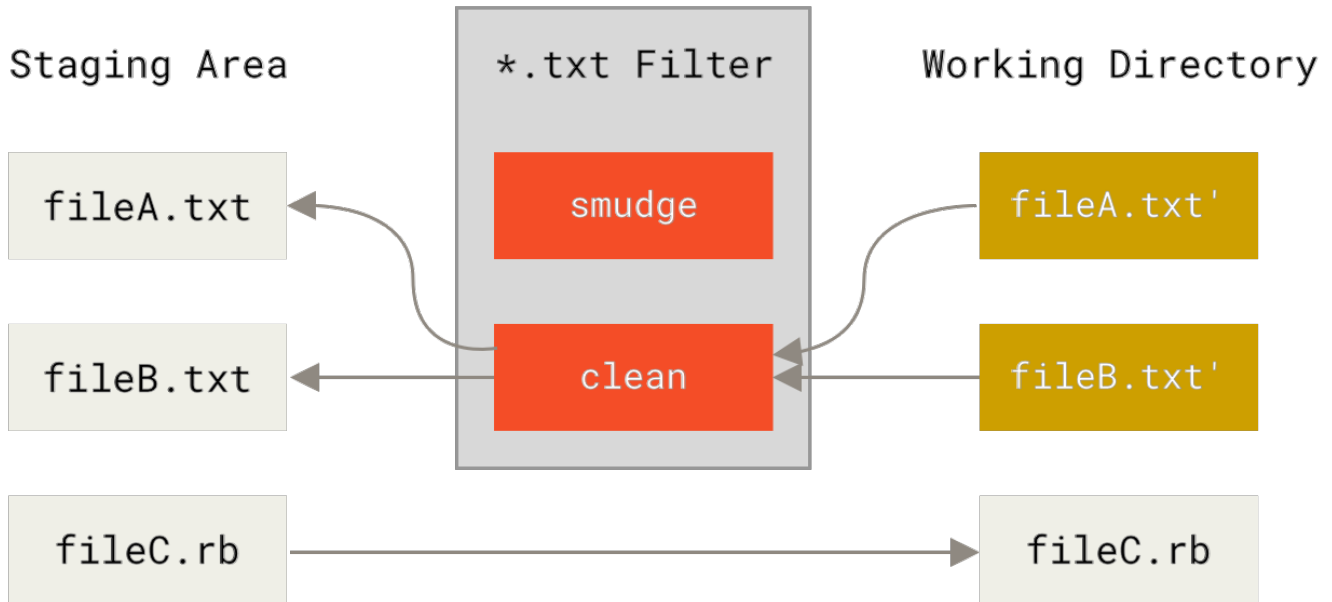 Staging Area
*.txt Filter
Working Directory
fileA.txt
smudge
fileA.txt'
fileB.txt
clean
fileB.txt'
fileC.rb
fileC.rb